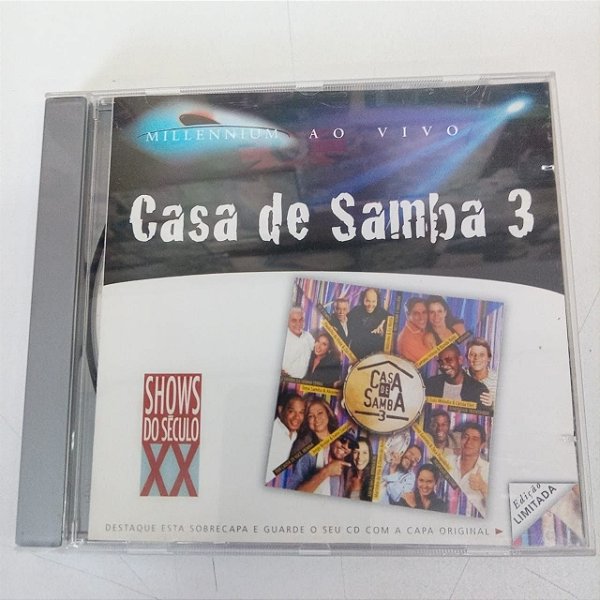 MILLENNIUM AO VIVO
Casa de Samba 3
CASA
DE
SAMBA
3
SHOWS
DO SÉCULO
XX
Edição
LIMITADA
DESTAQUE ESTA SOBRECAPA E GUARDE O SEU CD COM A CAPA ORIGINAL